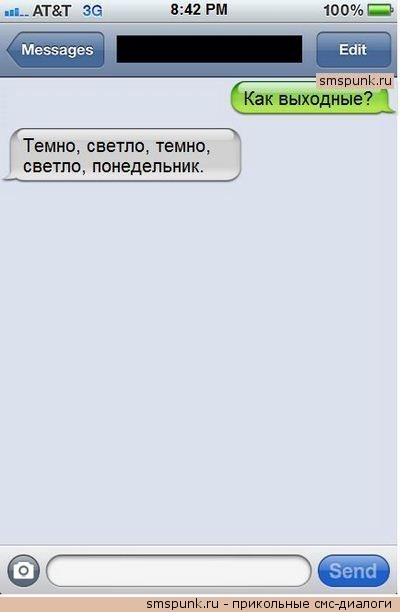 AT&T 3G 8:42 PM 100%
Messages Edit
smspunk.ru
Как выходные?
Темно, светло, темно,
светло, понедельник.
Send
smspunk.ru - прикольные смс-диалоги